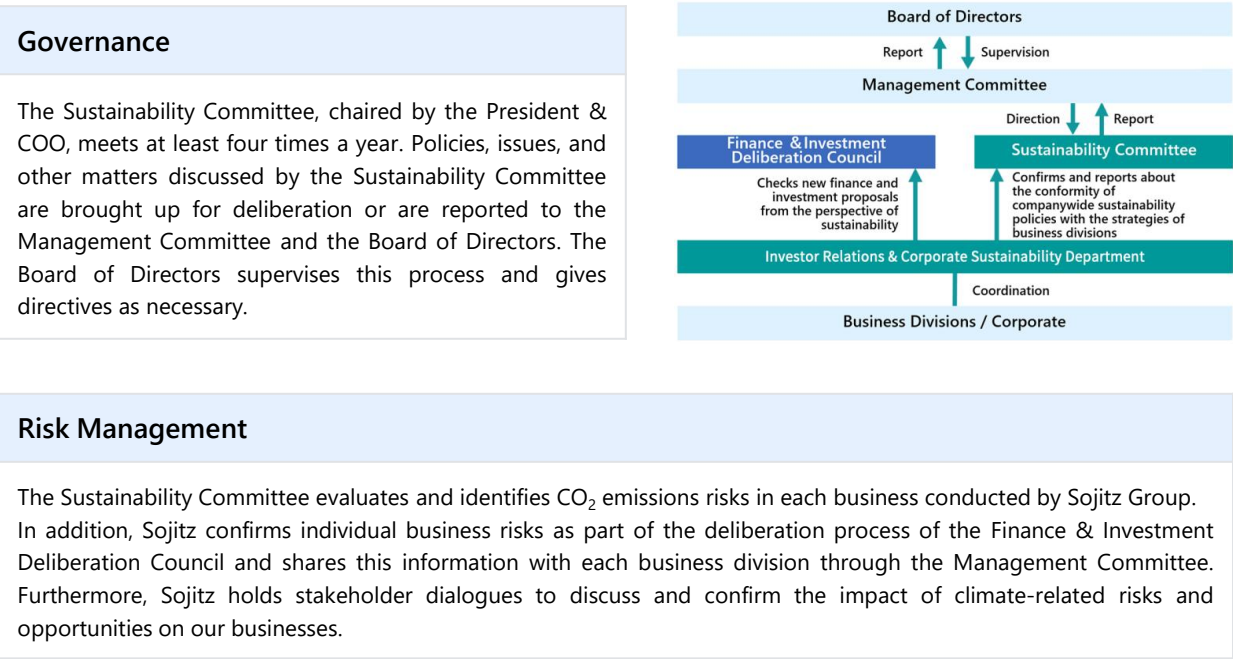 Governance
The Sustainability Committee, chaired by the President &
COO, meets at least four times a year. Policies, issues, and
other matters discussed by the Sustainability Committee
are brought up for deliberation or are reported to the
Management Committee and the Board of Directors. The
Board of Directors supervises this process and gives
directives as necessary.
Board of Directors
Report
Supervision
Management Committee
Direction
Report
Finance &Investment
Deliberation Council
Sustainability Committee
Checks new finance and
investment proposals
from the perspective of
sustainability
Confirms and reports about
the conformity of
companywide sustainability
policies with the strategies of
business divisions
Investor Relations & Corporate Sustainability Department
Coordination
Business Divisions / Corporate
Risk Management
The Sustainability Committee evaluates and identifies CO₂ emissions risks in each business conducted by Sojitz Group.
In addition, Sojitz confirms individual business risks as part of the deliberation process of the Finance & Investment
Deliberation Council and shares this information with each business division through the Management Committee.
Furthermore, Sojitz holds stakeholder dialogues to discuss and confirm the impact of climate-related risks and
opportunities on our businesses.